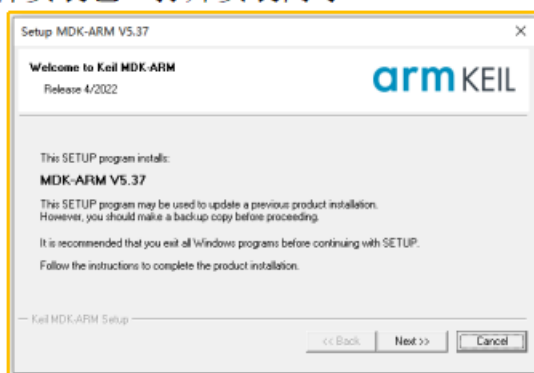 Setup MDK-ARM V5.37
Welcome to Keil MDK-ARM
Release 4/2022
arm KEIL
This SETUP program installs:
MDK-ARM V5.37
This SETUP program may be used to update a previous product installation.
However, you should make a backup copy before proceeding.
It is recommended that you exit all Windows programs before continuing with SETUP.
Follow the instructions to complete the product installation.
Keil MDK-ARM Setup
<< Back
Next >>
Cancel